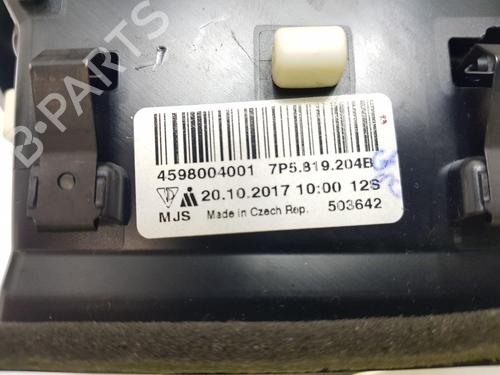 B-PARTS
4598004001 7P5.819.204B
20.10.2017 10:00 12S
MJS Made in Czech Rep. 503642